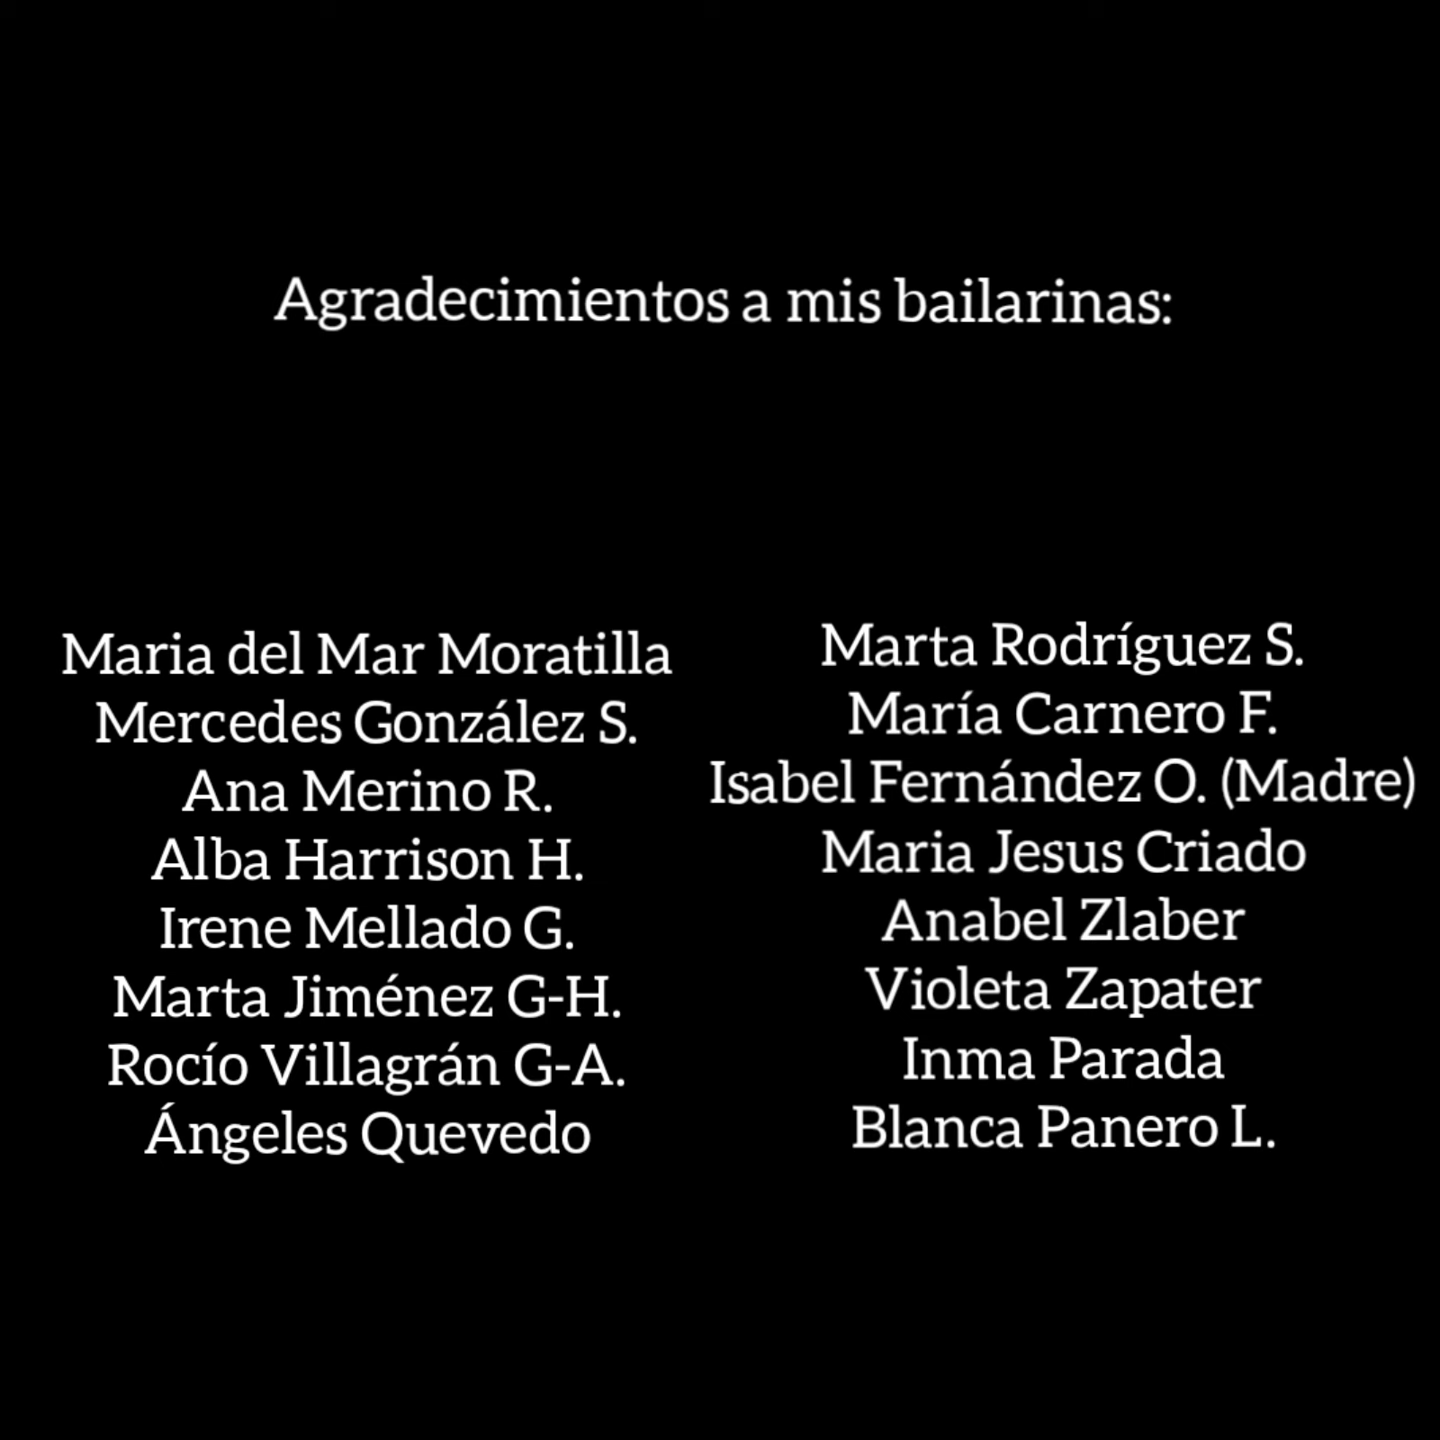 Agradecimientos a mis bailarinas:
Maria del Mar Moratilla
Mercedes González S.
Ana Merino R.
Alba Harrison H.
Irene Mellado G.
Marta Jiménez G-H.
Rocío Villagrán G-A.
Ángeles Quevedo
Marta Rodríguez S.
María Carnero F.
Isabel Fernández O. (Madre)
Maria Jesus Criado
Anabel Zlaber
Violeta Zapater
Inma Parada
Blanca Panero L.